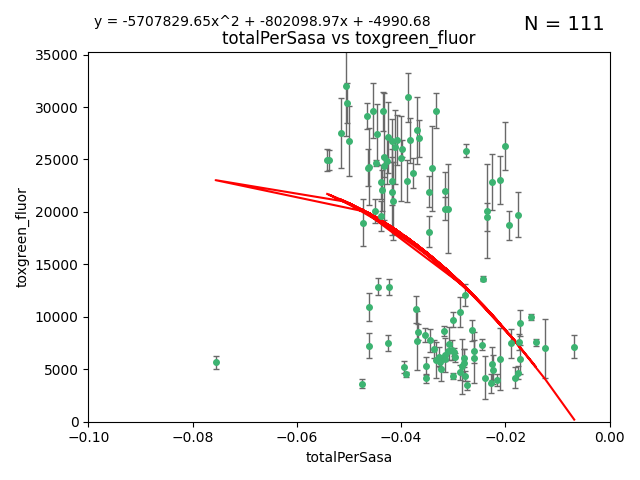 y = -5707829.65x^2 + -802098.97x + -4990.68
N = 111
totalPerSasa vs toxgreen_fluor
35000
30000
25000
20000
15000
10000
5000
0
toxgreen_fluor
−0.10
−0.08
−0.06
−0.04
−0.02
0.00
totalPerSasa